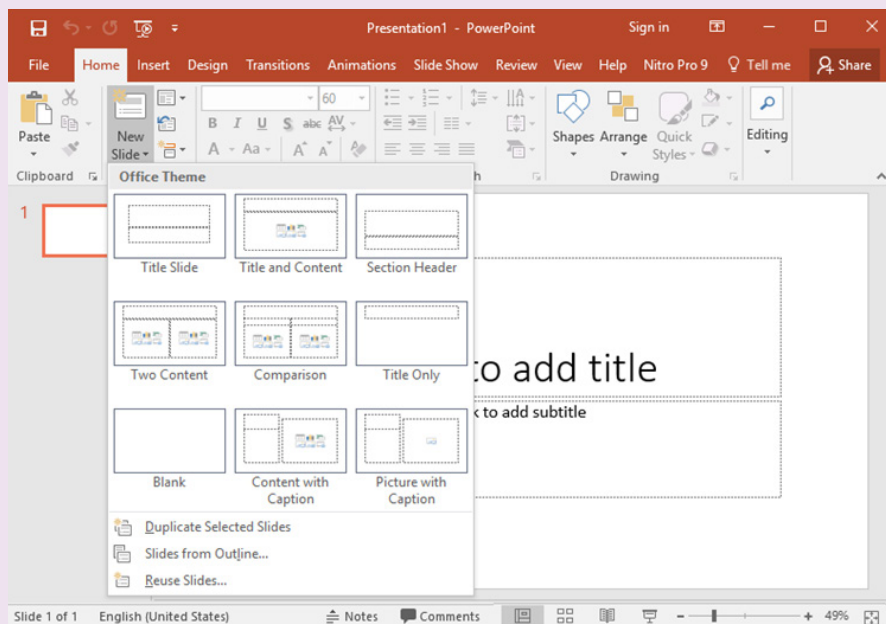 Presentation1 - PowerPoint
Sign in
File Home Insert Design Transitions Animations Slide Show Review View Help Nitro Pro 9 Tell me Share
Paste
New
Slide
60
B I U S abc AV
A Aa A A
Shapes Arrange Quick
Styles
Editing
Clipboard
h
Drawing
Office Theme
1
Title Slide Title and Content Section Header
Two Content Comparison Title Only
Blank Content with
Caption Picture with
Caption
to add title
to add subtitle
Duplicate Selected Slides
Slides from Outline...
Reuse Slides...
Slide 1 of 1 English (United States) Notes Comments 49%